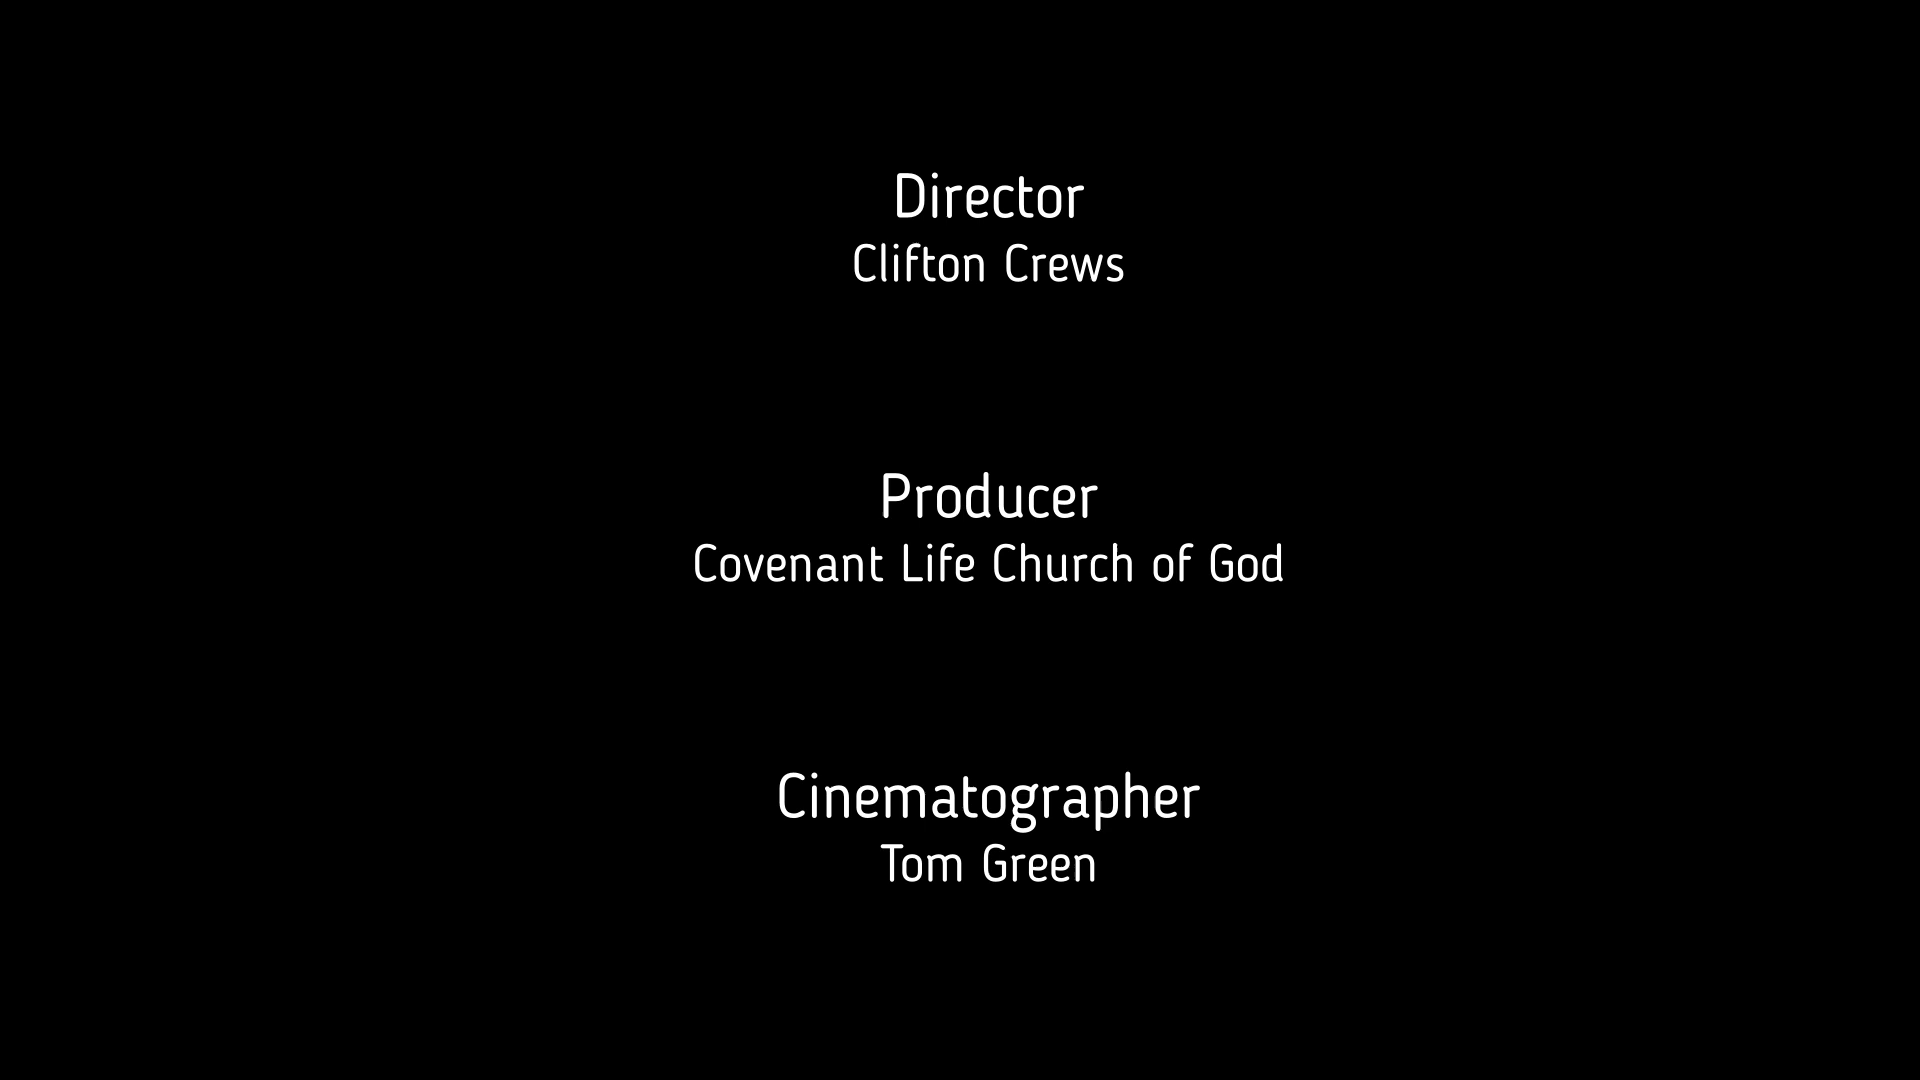 Director
Clifton Crews
Producer
Covenant Life Church of God
Cinematographer
Tom Green